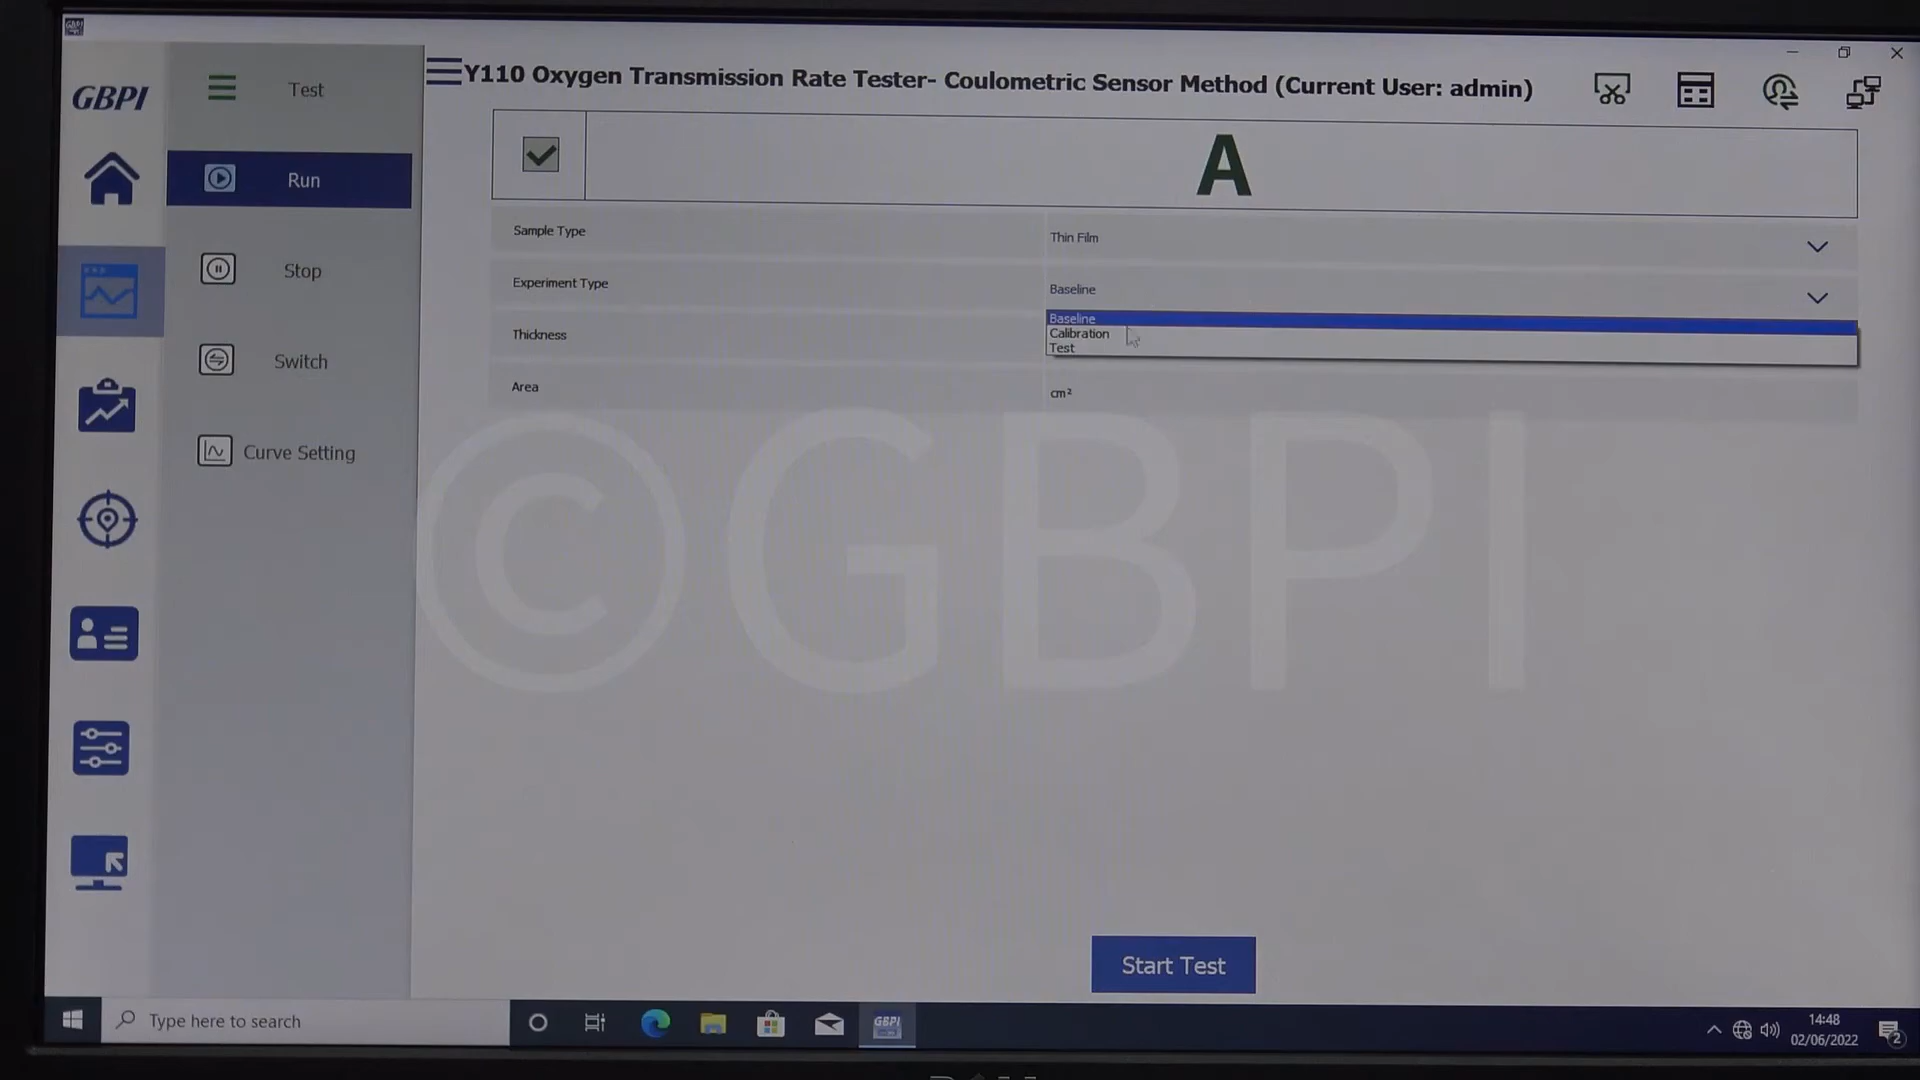 GBPI
Test
Run
Stop
Switch
Curve Setting
Y110 Oxygen Transmission Rate Tester- Coulometric Sensor Method (Current User: admin)
A
Sample Type
Thin Film
Experiment Type
Baseline
Baseline
Calibration
Test
Thickness
Area
cm²
©GBPI
Start Test
Type here to search
GBPI
14:48
02/06/2022
2